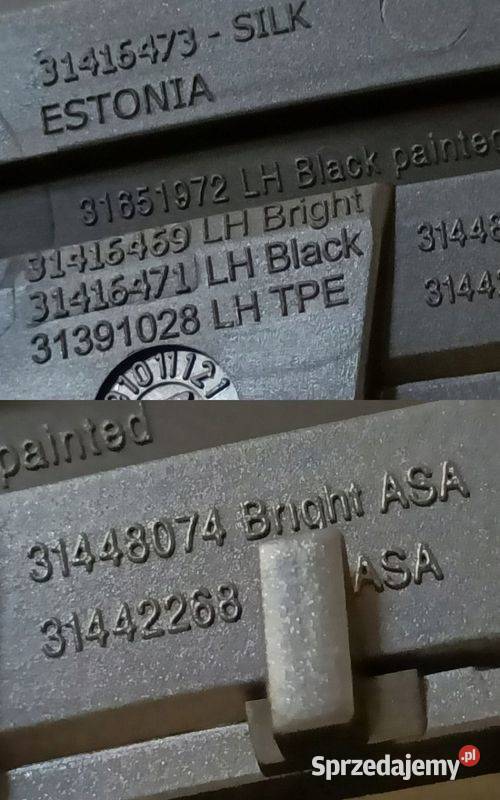 31416473 - SILK
ESTONIA
31651972 LH Black painted
31416469 LH Bright
31416471 LH Black
31391028 LH TPE
painted
31448074 Bright ASA
31442268 ASA
Sprzedajemy.pl